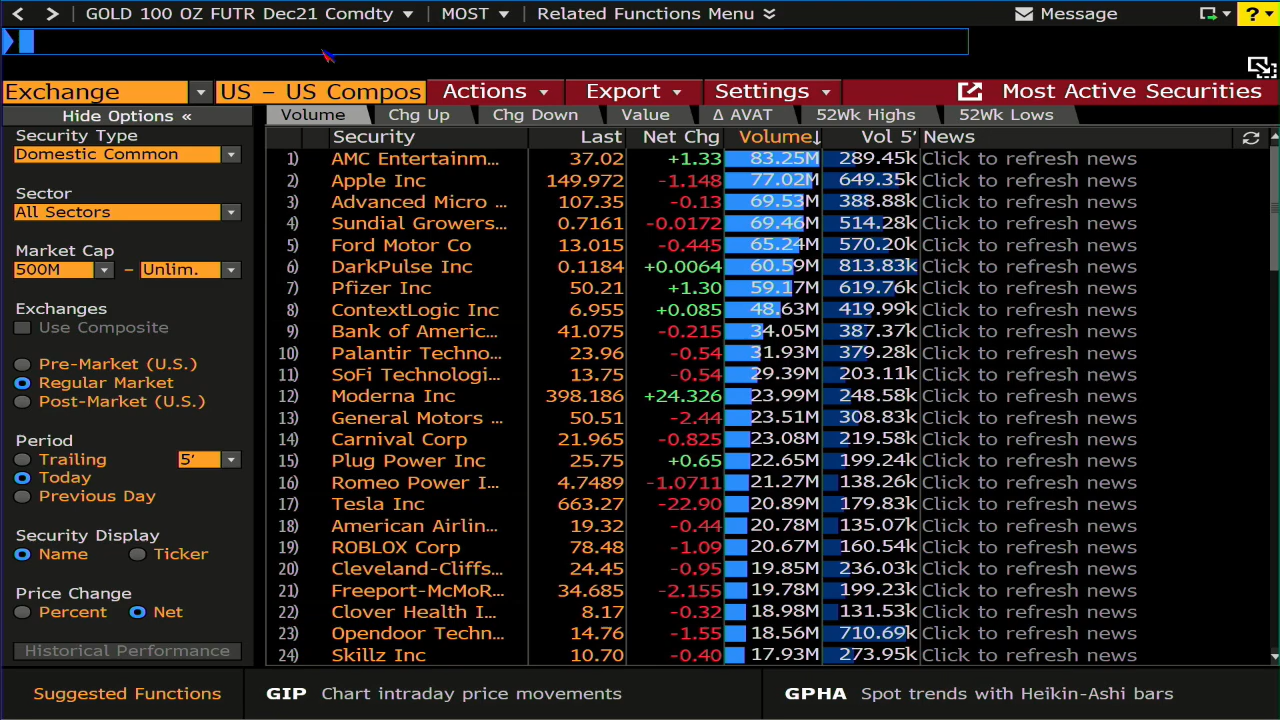 < > GOLD 100 OZ FUTR Dec21 Comdty ▾ MOST ▾ Related Functions Menu Message ?
Exchange US - US Compos Actions Export Settings Most Active Securities
Hide Options « Volume Chg Up Chg Down Value Δ AVAT 52Wk Highs 52Wk Lows
Security Type
Domestic Common
Sector
All Sectors
Market Cap
500M - Unlim.
Exchanges
Use Composite
Pre-Market (U.S.)
Regular Market
Post-Market (U.S.)
Period
Trailing 5'
Today
Previous Day
Security Display
Name Ticker
Price Change
Percent Net
Historical Performance
Security Last Net Chg Volume↓ Vol 5' News
1) AMC Entertainm... 37.02 +1.33 83.25M 289.45k Click to refresh news
2) Apple Inc 149.972 -1.148 77.02M 649.35k Click to refresh news
3) Advanced Micro ... 107.35 -0.13 69.53M 388.88k Click to refresh news
4) Sundial Growers... 0.7161 -0.0172 69.46M 514.28k Click to refresh news
5) Ford Motor Co 13.015 -0.445 65.24M 570.20k Click to refresh news
6) DarkPulse Inc 0.1184 +0.0064 60.59M 813.83k Click to refresh news
7) Pfizer Inc 50.21 +1.30 59.17M 619.76k Click to refresh news
8) ContextLogic Inc 6.955 +0.085 48.63M 419.99k Click to refresh news
9) Bank of Americ... 41.075 -0.215 34.05M 387.37k Click to refresh news
10) Palantir Techno... 23.96 -0.54 31.93M 379.28k Click to refresh news
11) SoFi Technologi... 13.75 -0.54 29.39M 203.11k Click to refresh news
12) Moderna Inc 398.186 +24.326 23.99M 248.58k Click to refresh news
13) General Motors ... 50.51 -2.44 23.51M 308.83k Click to refresh news
14) Carnival Corp 21.965 -0.825 23.08M 219.58k Click to refresh news
15) Plug Power Inc 25.75 +0.65 22.65M 199.24k Click to refresh news
16) Romeo Power I... 4.7489 -1.0711 21.27M 138.26k Click to refresh news
17) Tesla Inc 663.27 -22.90 20.89M 179.83k Click to refresh news
18) American Airlin... 19.32 -0.44 20.78M 135.07k Click to refresh news
19) ROBLOX Corp 78.48 -1.09 20.67M 160.54k Click to refresh news
20) Cleveland-Cliffs... 24.45 -0.95 19.85M 236.03k Click to refresh news
21) Freeport-McMoR... 34.685 -2.155 19.78M 199.23k Click to refresh news
22) Clover Health I... 8.17 -0.32 18.98M 131.53k Click to refresh news
23) Opendoor Techn... 14.76 -1.55 18.56M 710.69k Click to refresh news
24) Skillz Inc 10.70 -0.40 17.93M 273.95k Click to refresh news
Suggested Functions GIP Chart intraday price movements GPHA Spot trends with Heikin-Ashi bars